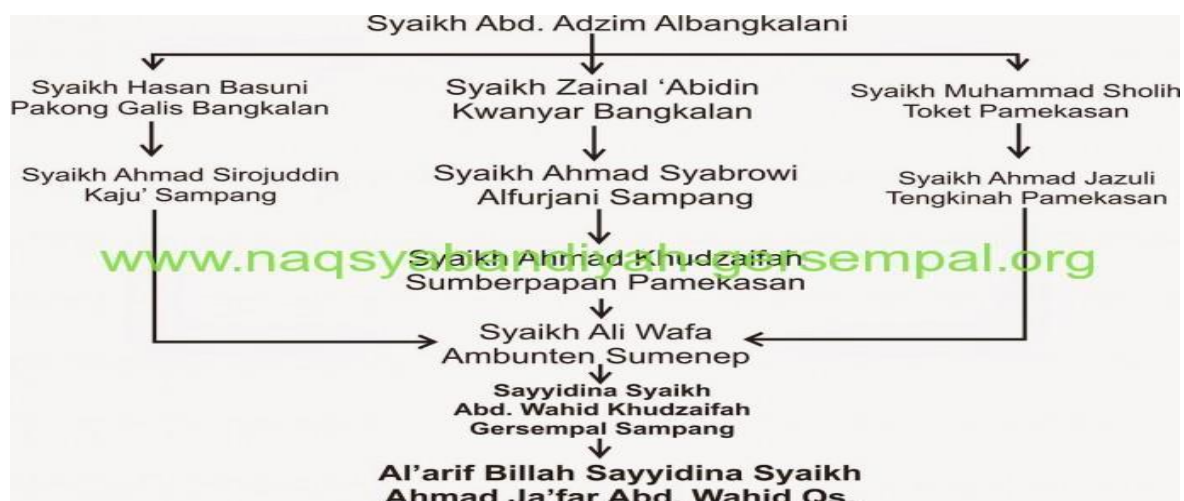 Syaikh Abd. Adzim Albangkalani
Syaikh Hasan Basuni
Pakong Galis Bangkalan
Syaikh Zainal ‘Abidin
Kwanyar Bangkalan
Syaikh Muhammad Sholih
Toket Pamekasan
Syaikh Ahmad Sirojuddin
Kaju’ Sampang
Syaikh Ahmad Syabrowi
Alfurjani Sampang
Syaikh Ahmad Jazuli
Tengkinah Pamekasan
www.naqsyabandiyah-gersempal.org
Syaikh Ahmad Khudzaifah
Sumberpapan Pamekasan
Syaikh Ali Wafa
Ambunten Sumenep
Sayyidina Syaikh
Abd. Wahid Khudzaifah
Gersempal Sampang
Al’arif Billah Sayyidina Syaikh
Ahmad Ja’far Abd. Wahid Qs.